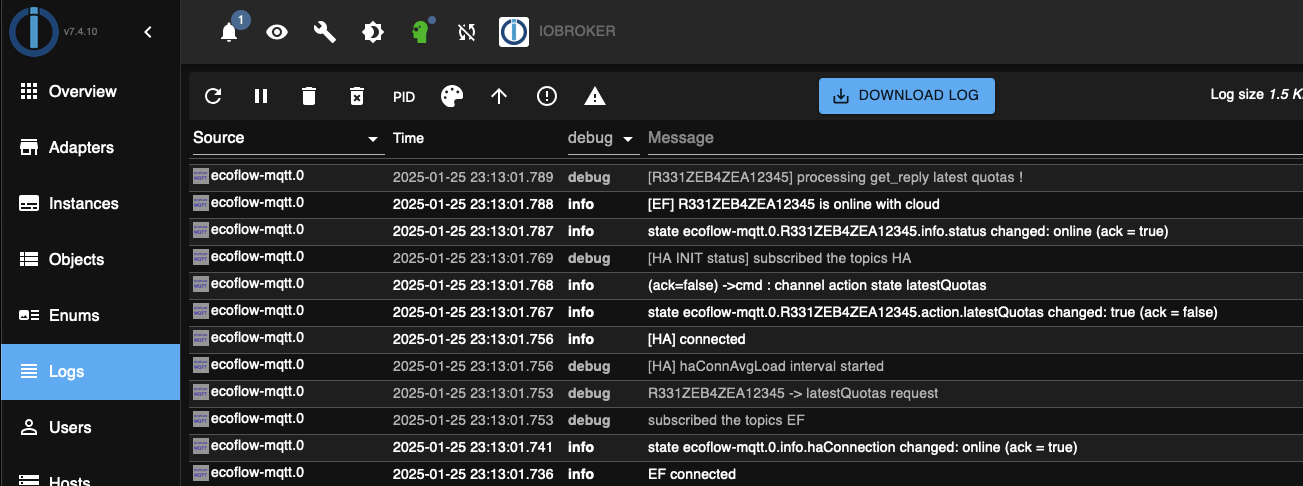 v7.4.10
1
IOBROKER
Overview
Adapters
Instances
Objects
Enums
Logs
Users
Hosts
PID
DOWNLOAD LOG
Log size 1.5 K
Source Time debug Message
ecoflow-mqtt.0 2025-01-25 23:13:01.789 debug [R331ZEB4ZEA12345] processing get_reply latest quotas !
ecoflow-mqtt.0 2025-01-25 23:13:01.788 info [EF] R331ZEB4ZEA12345 is online with cloud
ecoflow-mqtt.0 2025-01-25 23:13:01.787 info state ecoflow-mqtt.0.R331ZEB4ZEA12345.info.status changed: online (ack = true)
ecoflow-mqtt.0 2025-01-25 23:13:01.769 debug [HA INIT status] subscribed the topics HA
ecoflow-mqtt.0 2025-01-25 23:13:01.768 info (ack=false) ->cmd : channel action state latestQuotas
ecoflow-mqtt.0 2025-01-25 23:13:01.767 info state ecoflow-mqtt.0.R331ZEB4ZEA12345.action.latestQuotas changed: true (ack = false)
ecoflow-mqtt.0 2025-01-25 23:13:01.756 info [HA] connected
ecoflow-mqtt.0 2025-01-25 23:13:01.756 debug [HA] haConnAvgLoad interval started
ecoflow-mqtt.0 2025-01-25 23:13:01.753 debug R331ZEB4ZEA12345 -> latestQuotas request
ecoflow-mqtt.0 2025-01-25 23:13:01.753 debug subscribed the topics EF
ecoflow-mqtt.0 2025-01-25 23:13:01.741 info state ecoflow-mqtt.0.info.haConnection changed: online (ack = true)
ecoflow-mqtt.0 2025-01-25 23:13:01.736 info EF connected